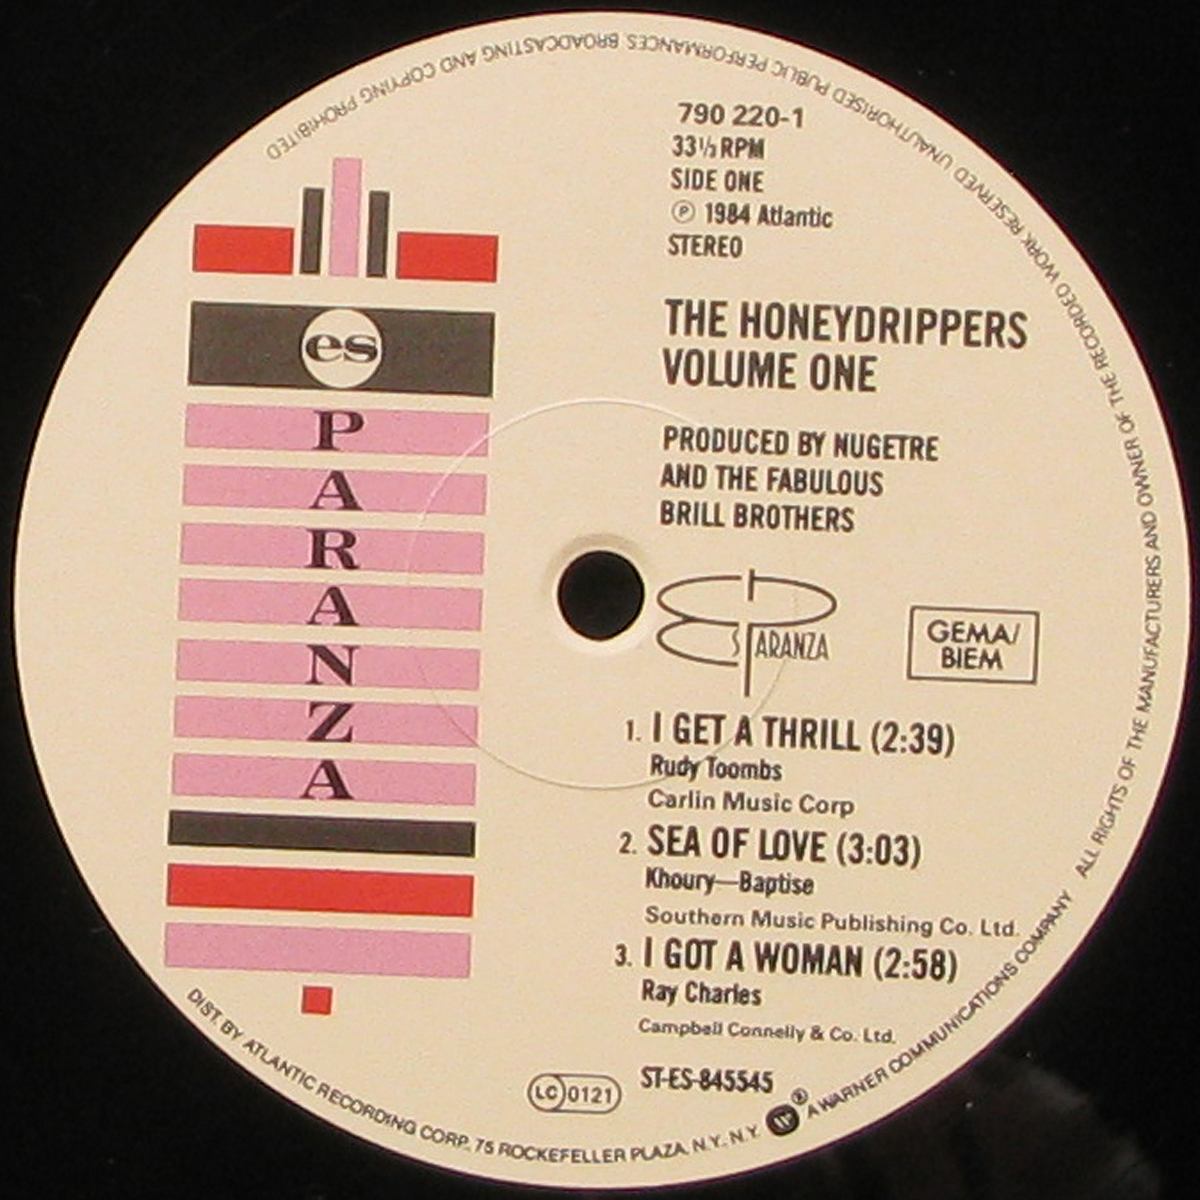 790 220-1
33⅓ RPM
SIDE ONE
Ⓟ 1984 Atlantic
STEREO
THE HONEYDRIPPERS
VOLUME ONE
PRODUCED BY NUGETRE
AND THE FABULOUS
BRILL BROTHERS
es
P
A
R
A
N
Z
A
ES PARANZA
GEMA/
BIEM
1. I GET A THRILL (2:39)
Rudy Toombs
Carlin Music Corp
2. SEA OF LOVE (3:03)
Khoury—Baptise
Southern Music Publishing Co. Ltd.
3. I GOT A WOMAN (2:58)
Ray Charles
Campbell Connelly & Co. Ltd.
ST-ES-845545
LC 0121
DIST. BY ATLANTIC RECORDING CORP., 75 ROCKEFELLER PLAZA, N.Y., N.Y. W ® A WARNER COMMUNICATIONS COMPANY
ALL RIGHTS OF THE MANUFACTURERS AND OWNER OF THE RECORDED WORK RESERVED UNAUTHORISED PUBLIC PERFORMANCES BROADCASTING AND COPYING PROHIBITED